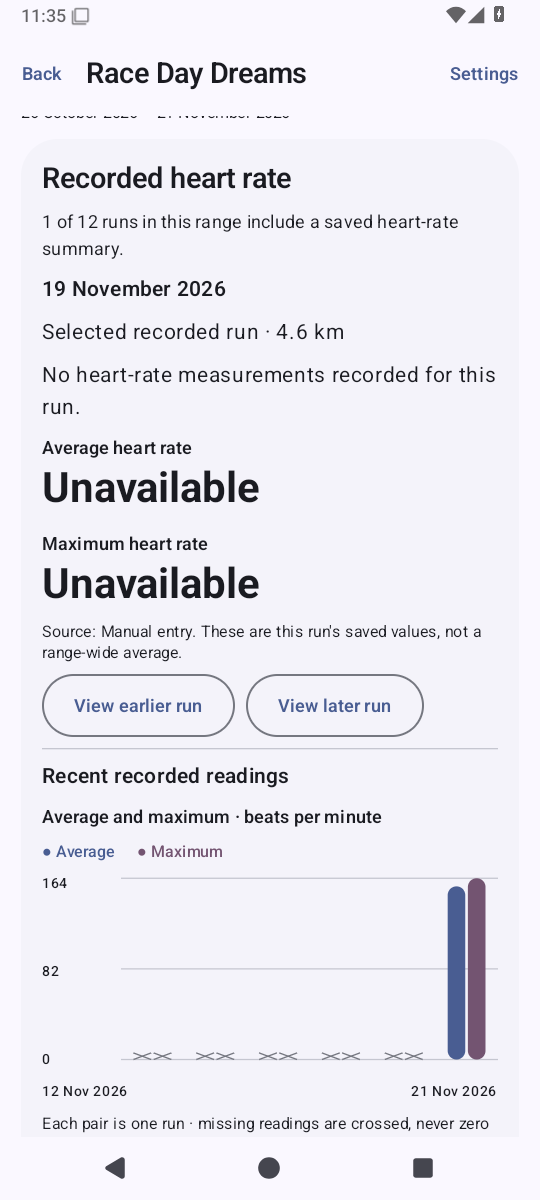 11:35
Back Race Day Dreams Settings
Recorded heart rate
1 of 12 runs in this range include a saved heart-rate
summary.
19 November 2026
Selected recorded run · 4.6 km
No heart-rate measurements recorded for this
run.
Average heart rate
Unavailable
Maximum heart rate
Unavailable
Source: Manual entry. These are this run's saved values, not a
range-wide average.
View earlier run View later run
Recent recorded readings
Average and maximum · beats per minute
● Average ● Maximum
164
82
0
12 Nov 2026 21 Nov 2026
Each pair is one run · missing readings are crossed, never zero